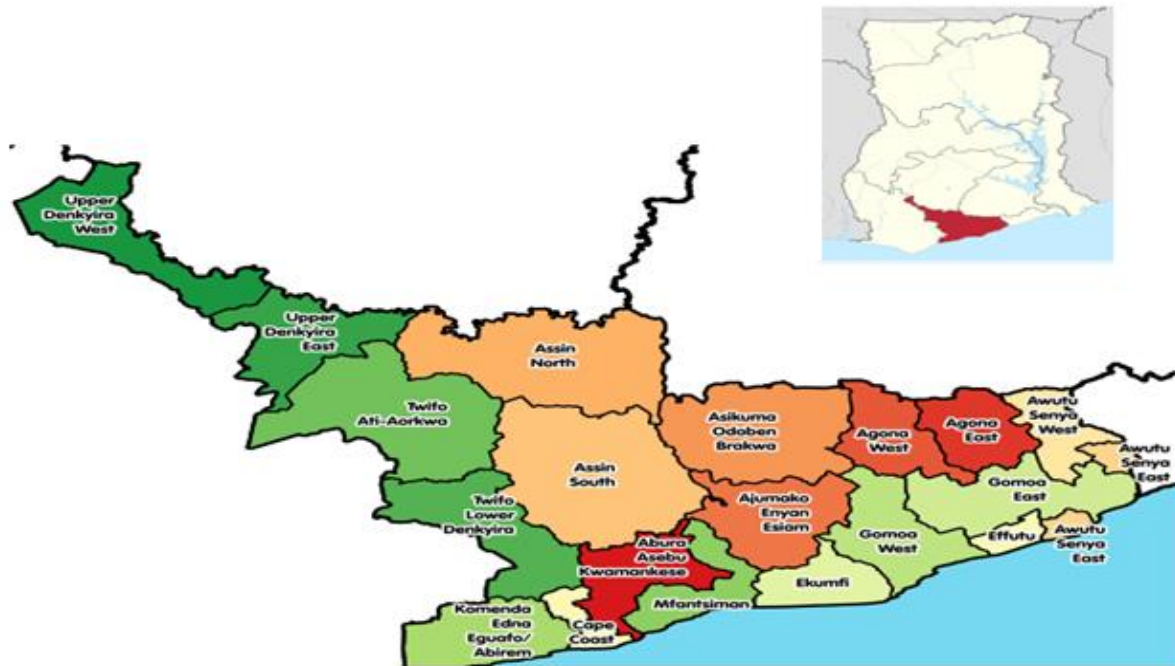 Upper
Denkyira
West
Upper
Denkyira
East
Assin
North
Twifo
Ati-Aorkwa
Asikuma
Odoben
Brakwa
Agona
West
Agona
East
Awutu
Senya
West
Awutu
Senya
East
Assin
South
Gomoa
East
Twifo
Lower
Denkyira
Ajumako
Enyan
Esiam
Gomoa
West
Effutu
Awutu
Senya
East
Abura
Asebu
Kwamankese
Ekumfi
Mfantsiman
Komenda
Edna
Eguafo/
Abirem
Cape
Coast